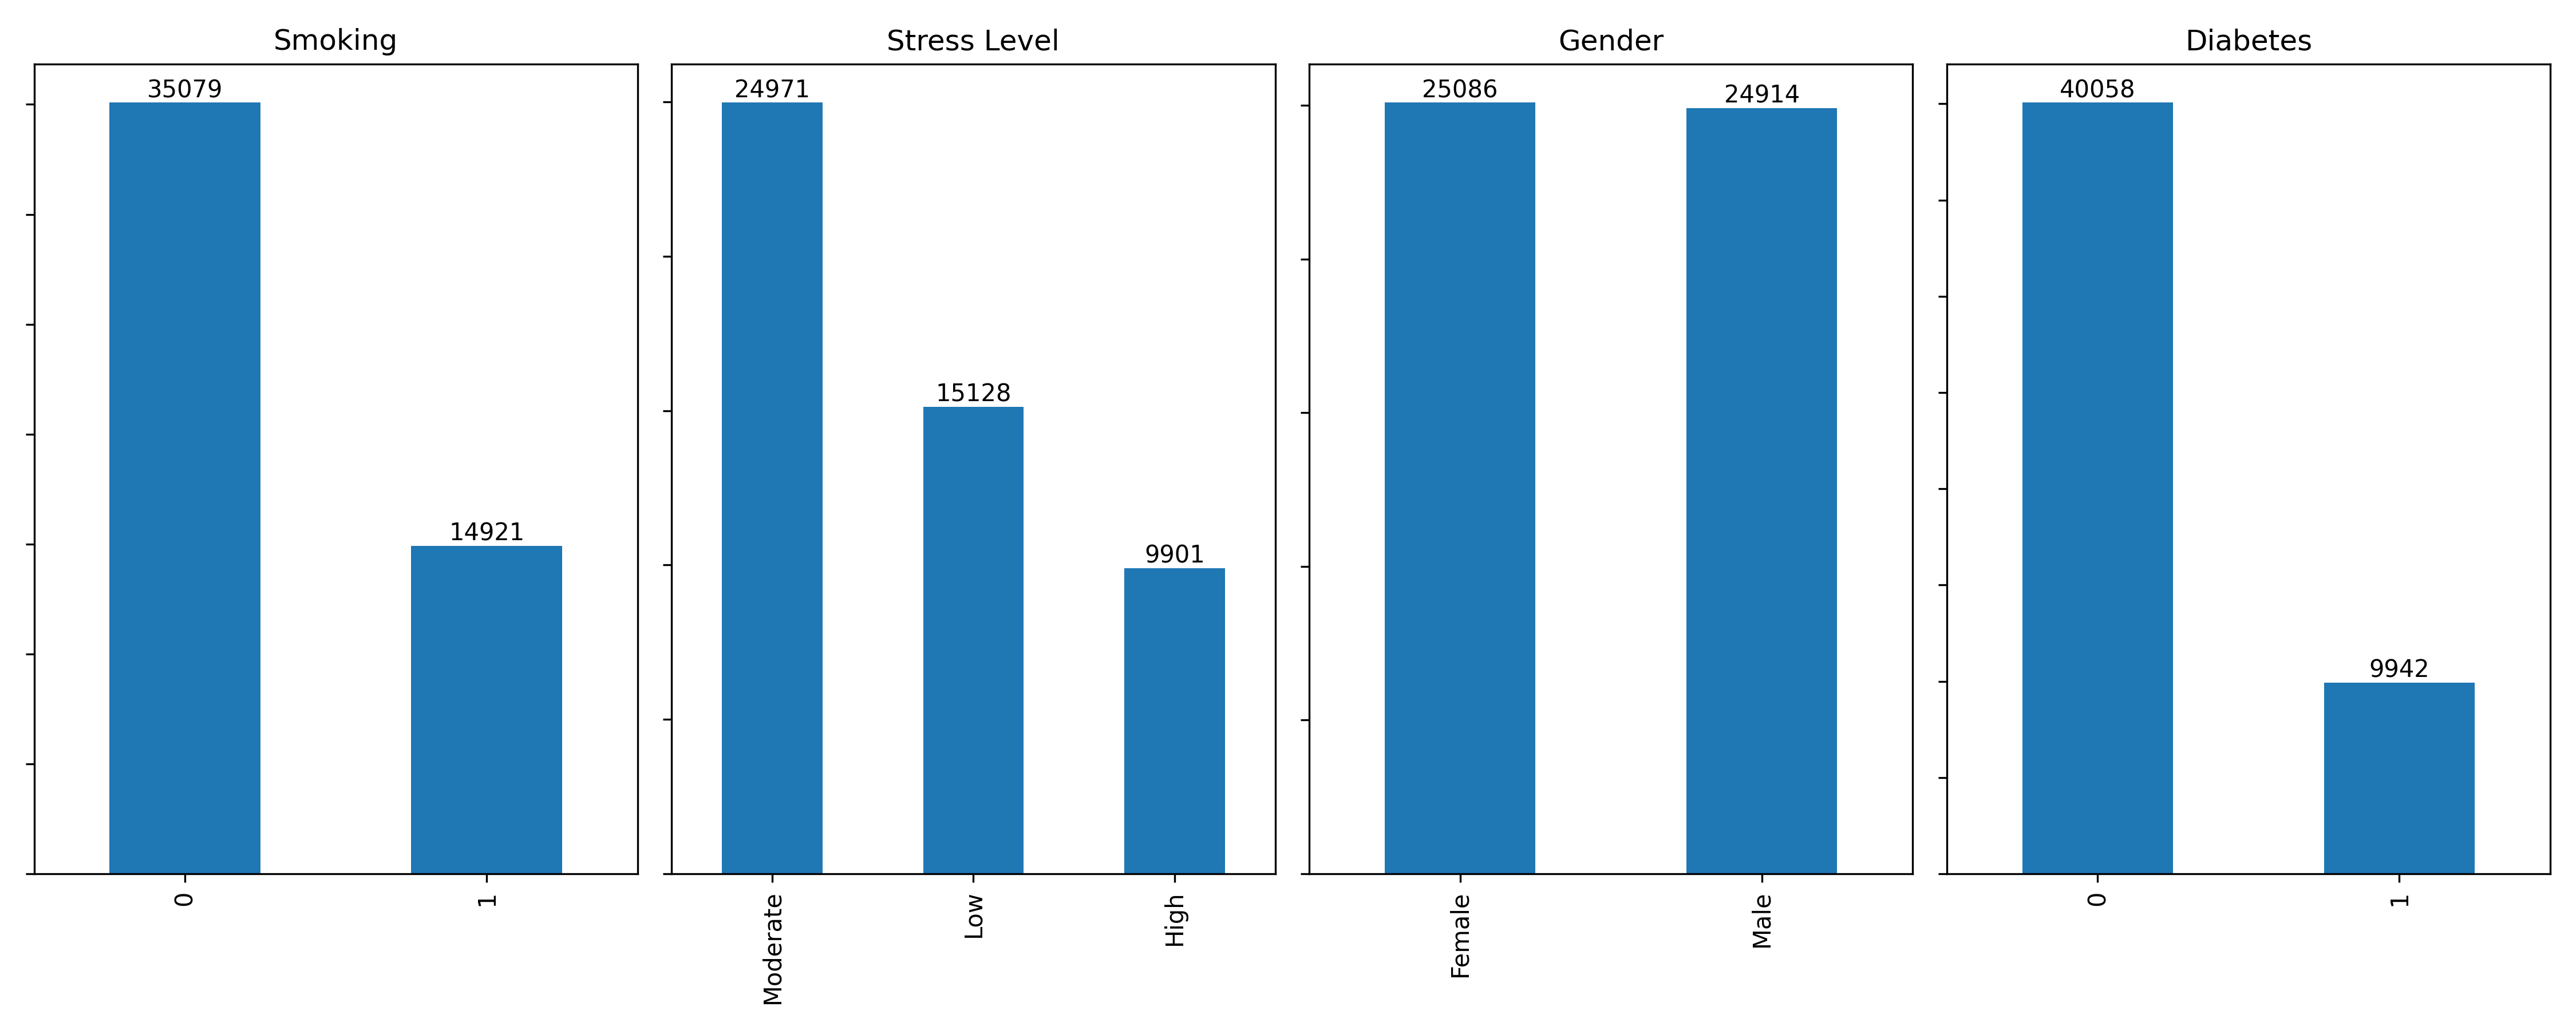 Smoking
35079
14921
0
1
Stress Level
24971
15128
9901
Moderate
Low
High
Gender
25086
24914
Female
Male
Diabetes
40058
9942
0
1